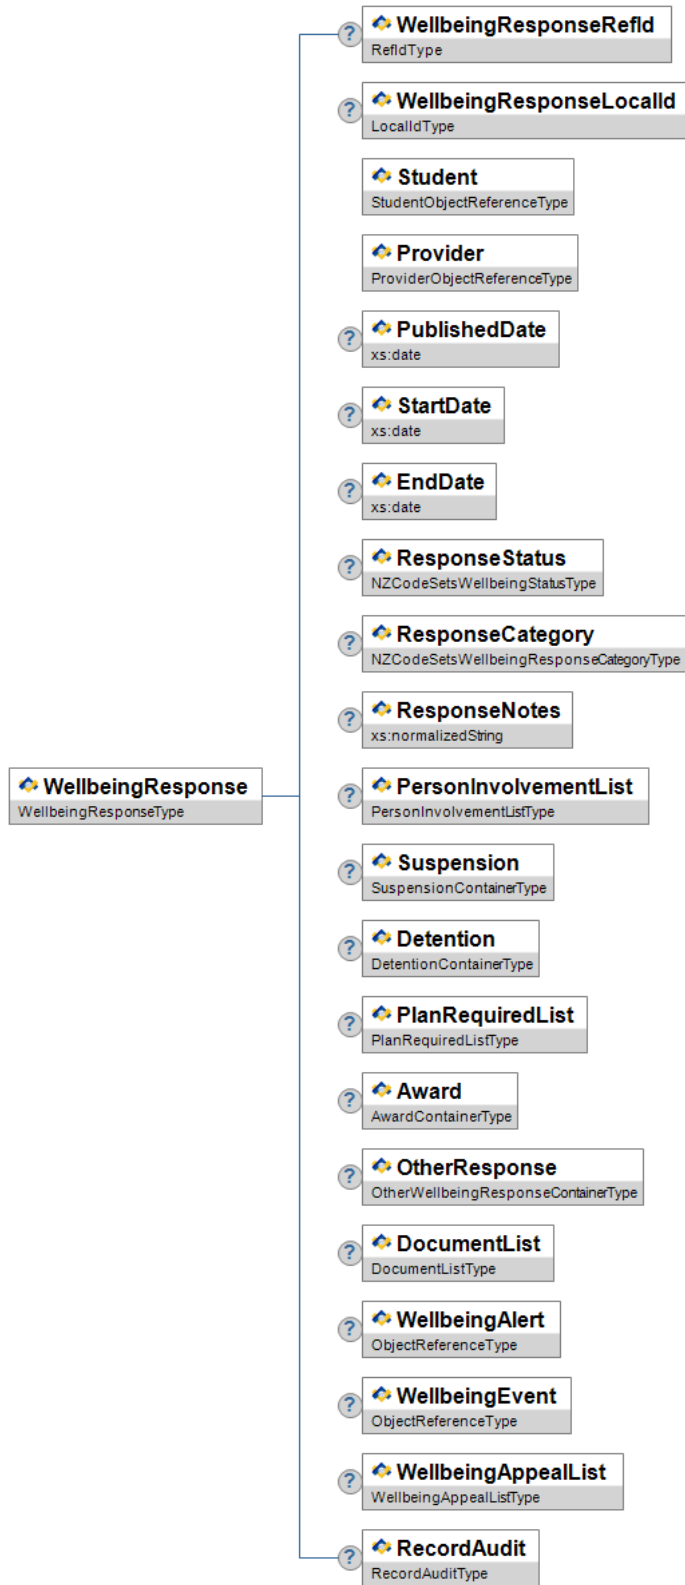 ?
WellbeingResponseRefId
RefIdType
?
WellbeingResponseLocalId
LocalIdType
Student
StudentObjectReferenceType
Provider
ProviderObjectReferenceType
?
PublishedDate
xs:date
?
StartDate
xs:date
?
EndDate
xs:date
?
ResponseStatus
NZCodeSetsWellbeingStatusType
?
ResponseCategory
NZCodeSetsWellbeingResponseCategoryType
?
ResponseNotes
xs:normalizedString
WellbeingResponse
WellbeingResponseType
?
PersonInvolvementList
PersonInvolvementListType
?
Suspension
SuspensionContainerType
?
Detention
DetentionContainerType
?
PlanRequiredList
PlanRequiredListType
?
Award
AwardContainerType
?
OtherResponse
OtherWellbeingResponseContainerType
?
DocumentList
DocumentListType
?
WellbeingAlert
ObjectReferenceType
?
WellbeingEvent
ObjectReferenceType
?
WellbeingAppealList
WellbeingAppealListType
?
RecordAudit
RecordAuditType